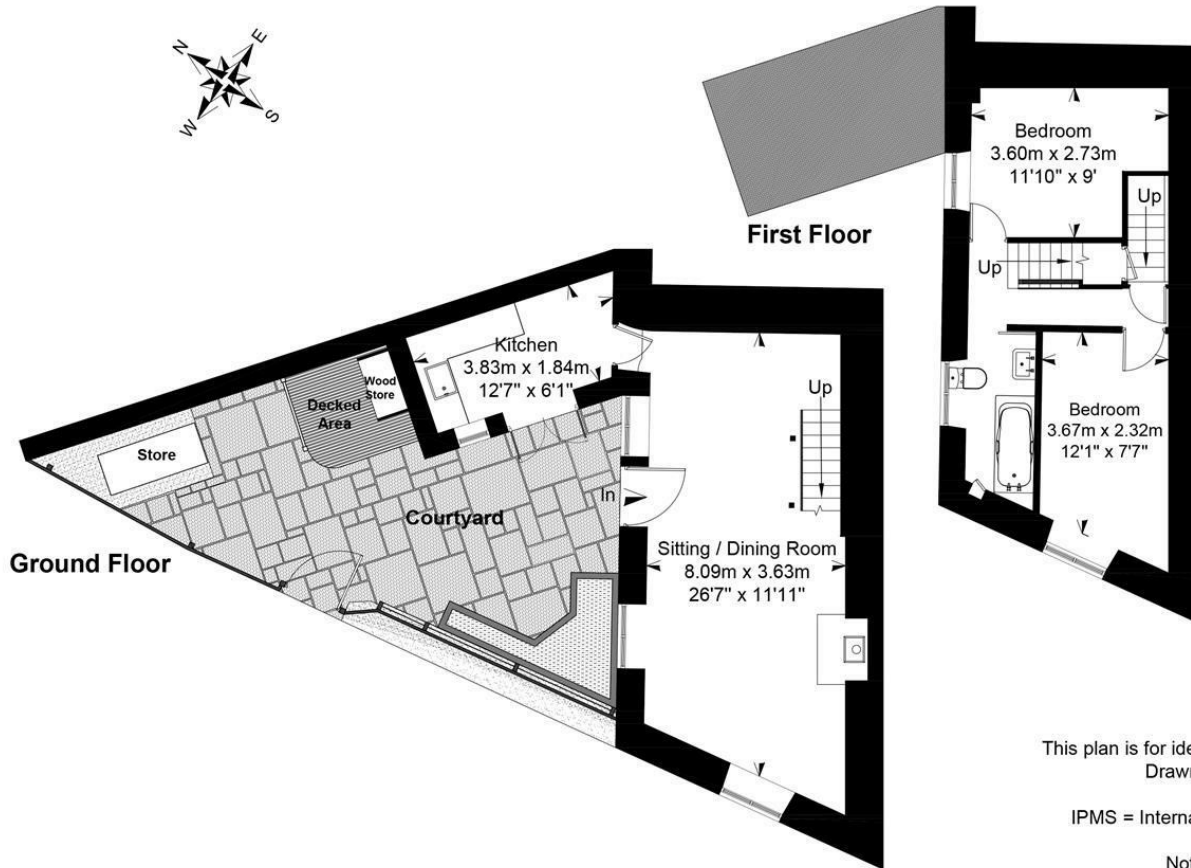 N
E
W
S
First Floor
Bedroom
3.60m x 2.73m
11'10" x 9'
Up
Up
Bedroom
3.67m x 2.32m
12'1" x 7'7"
Kitchen
3.83m x 1.84m
12'7" x 6'1"
Wood
Store
Decked
Area
Store
Up
In
Courtyard
Ground Floor
Sitting / Dining Room
8.09m x 3.63m
26'7" x 11'11"
This plan is for ide
Drawn
IPMS = Interna
Not